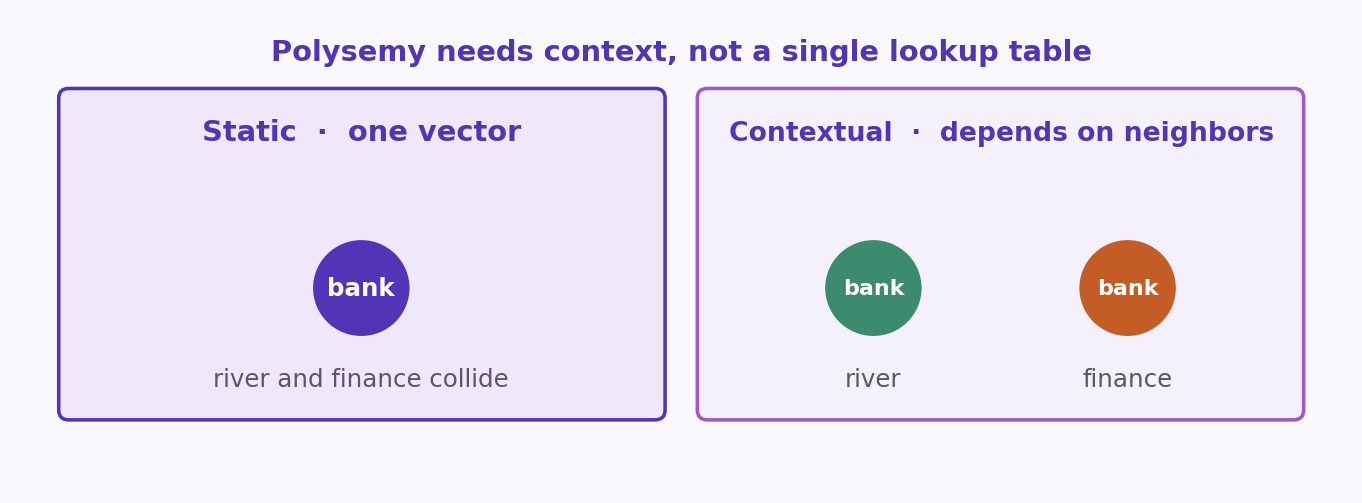 Polysemy needs context, not a single lookup table
Static · one vector
bank
river and finance collide
Contextual · depends on neighbors
bank
bank
river
finance